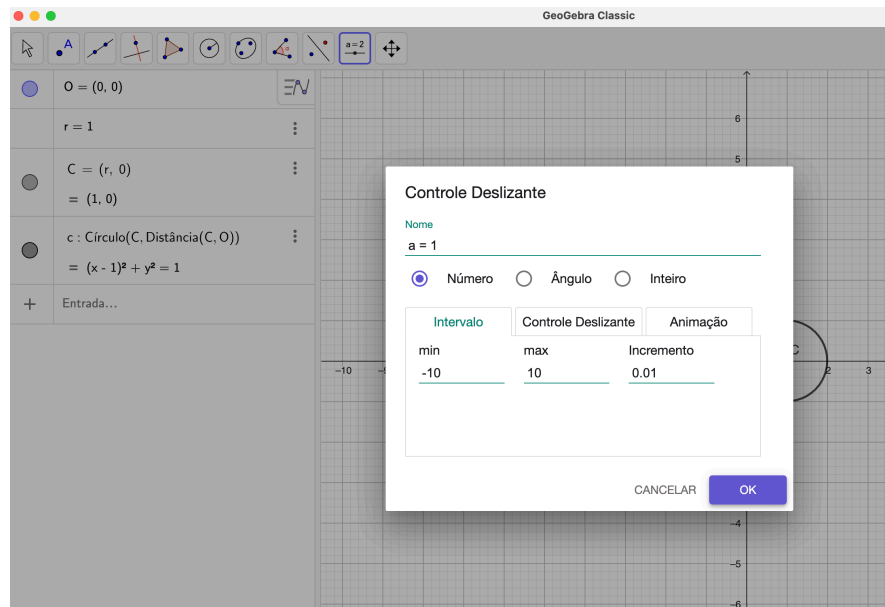 GeoGebra Classic
A
a = 2
O = (0, 0)
r = 1
C = (r, 0)
= (1, 0)
c : Círculo(C, Distância(C, O))
= (x - 1)² + y² = 1
+ Entrada…
6
5
Controle Deslizante
Nome
a = 1
Número Ângulo Inteiro
Intervalo Controle Deslizante Animação
min max Incremento
-10 10 0.01
CANCELAR OK
C
–10 2 3
–4
–5
–6